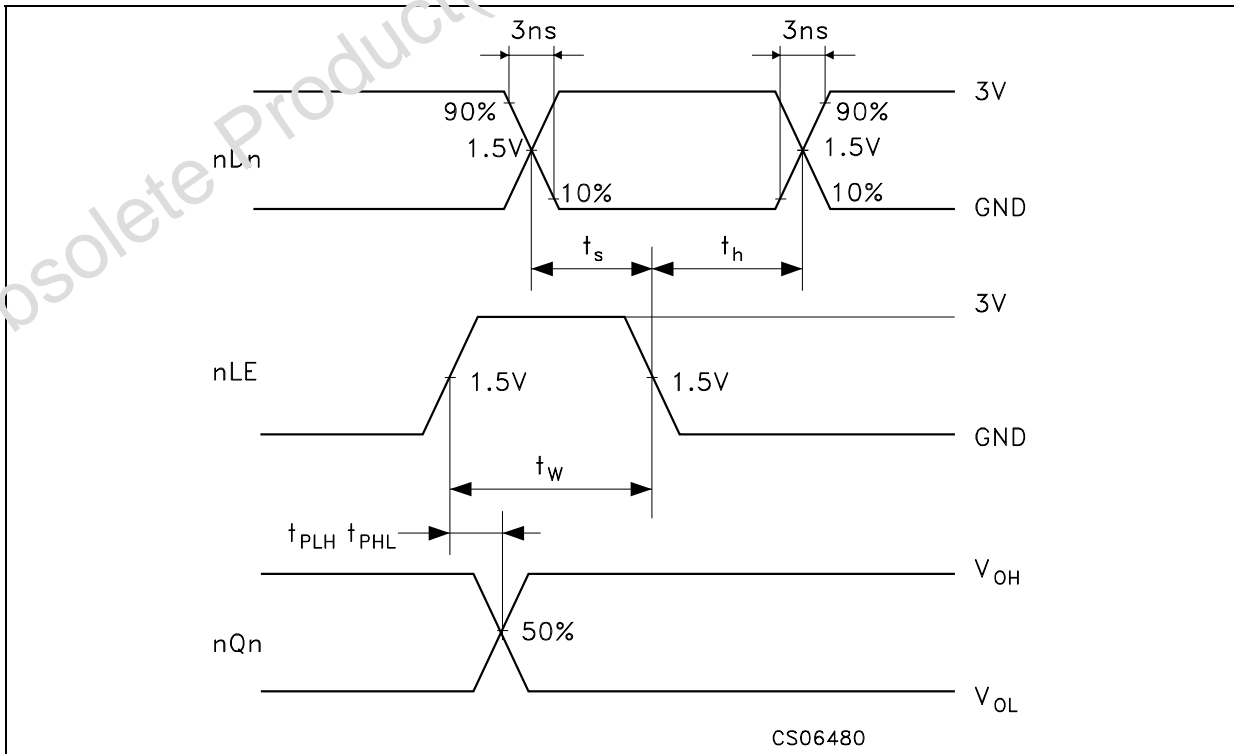 bsolete Product(
3ns 3ns
3V
90% 90%
nDn 1.5V 1.5V
10% 10%
GND
ts th
3V
nLE 1.5V 1.5V
GND
tW
tPLH tPHL
VOH
nQn 50%
VOL
CS06480